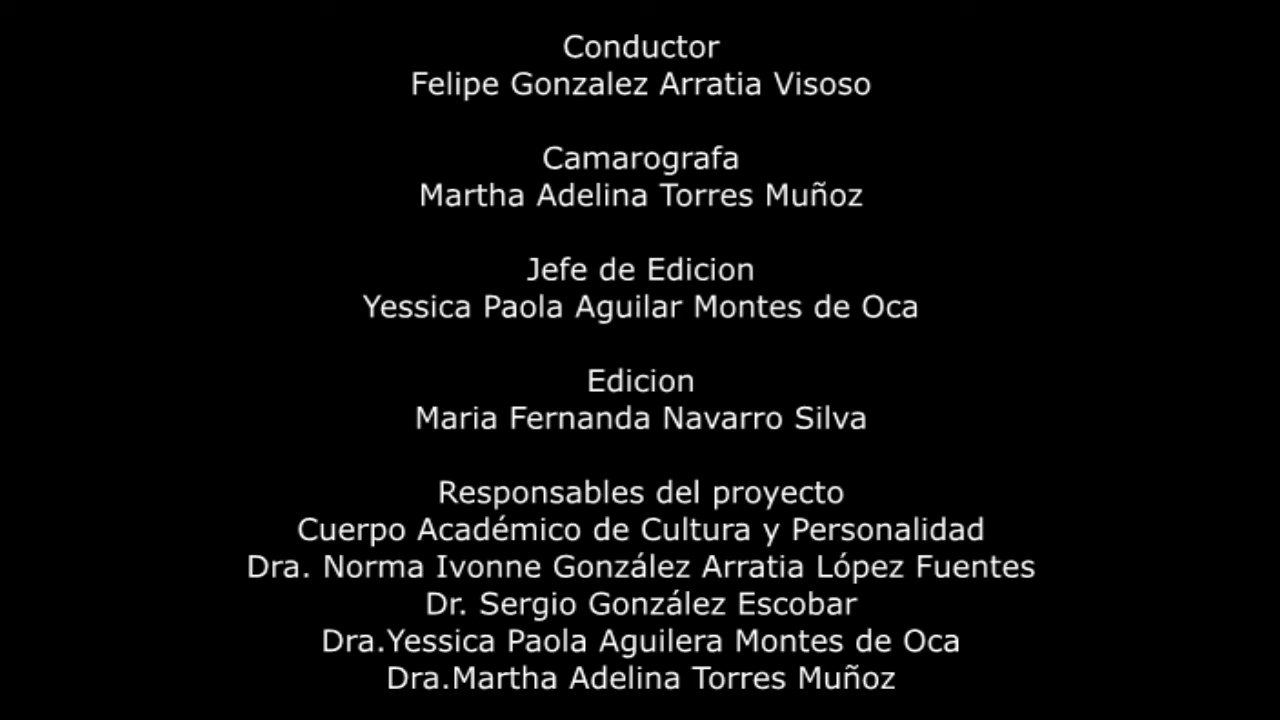 Conductor
Felipe Gonzalez Arratia Visoso
Camarografa
Martha Adelina Torres Muñoz
Jefe de Edicion
Yessica Paola Aguilar Montes de Oca
Edicion
Maria Fernanda Navarro Silva
Responsables del proyecto
Cuerpo Académico de Cultura y Personalidad
Dra. Norma Ivonne González Arratia López Fuentes
Dr. Sergio González Escobar
Dra.Yessica Paola Aguilera Montes de Oca
Dra.Martha Adelina Torres Muñoz